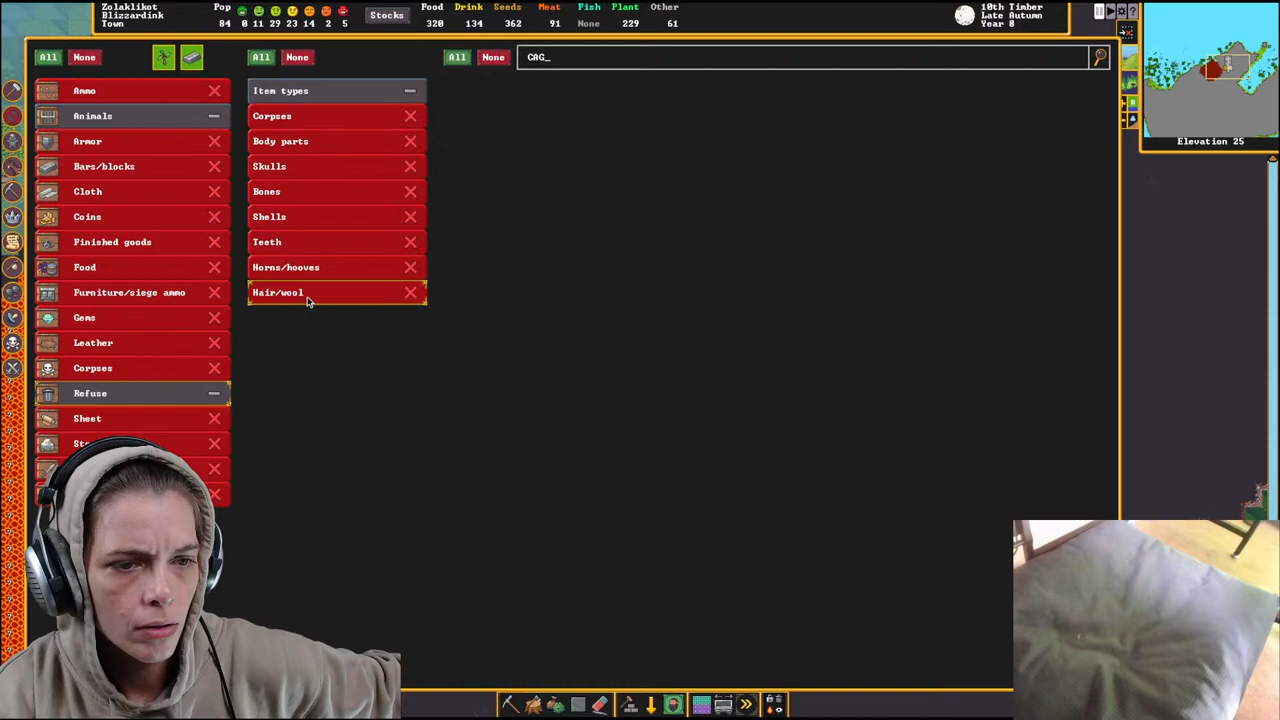 Zolaklikot
Blizzardink
Town
Pop
84 0 11 29 23 14 2 5
Stocks
Food
320
Drink
134
Seeds
362
Meat
91
Fish
None
Plant
229
Other
61
10th Timber
Late Autumn
Year 8
Elevation 25
All None
All None
All None
CAG_
Ammo
Animals
Armor
Bars/blocks
Cloth
Coins
Finished goods
Food
Furniture/siege ammo
Gems
Leather
Corpses
Refuse
Sheet
Item types
Corpses
Body parts
Skulls
Bones
Shells
Teeth
Horns/hooves
Hair/wool